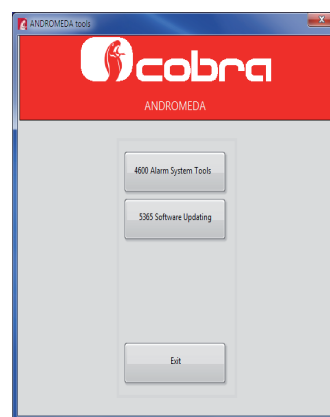 ANDROMEDA tools
cobra
ANDROMEDA
4600 Alarm System Tools
5365 Software Updating
Exit